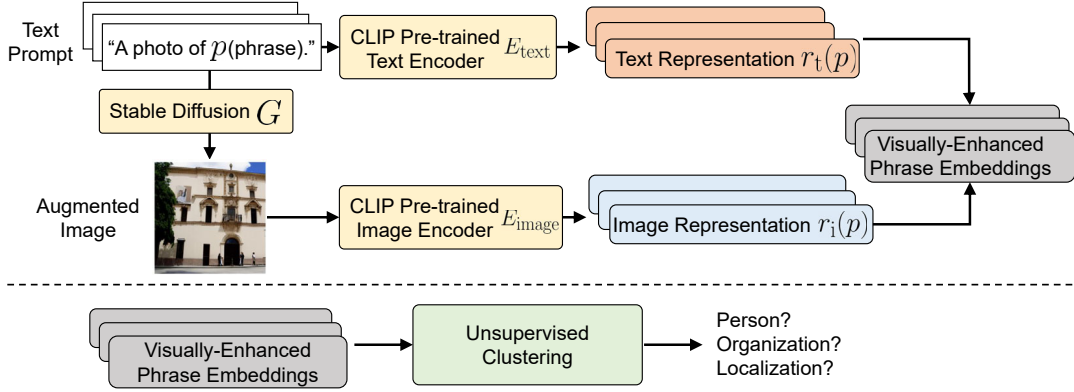 Text
Prompt
“A photo of p(phrase).”
CLIP Pre-trained
Text Encoder E_text
Text Representation r_t(p)
Stable Diffusion G
Visually-Enhanced
Phrase Embeddings
Augmented
Image
CLIP Pre-trained
Image Encoder E_image
Image Representation r_i(p)
Visually-Enhanced
Phrase Embeddings
Unsupervised
Clustering
Person?
Organization?
Localization?